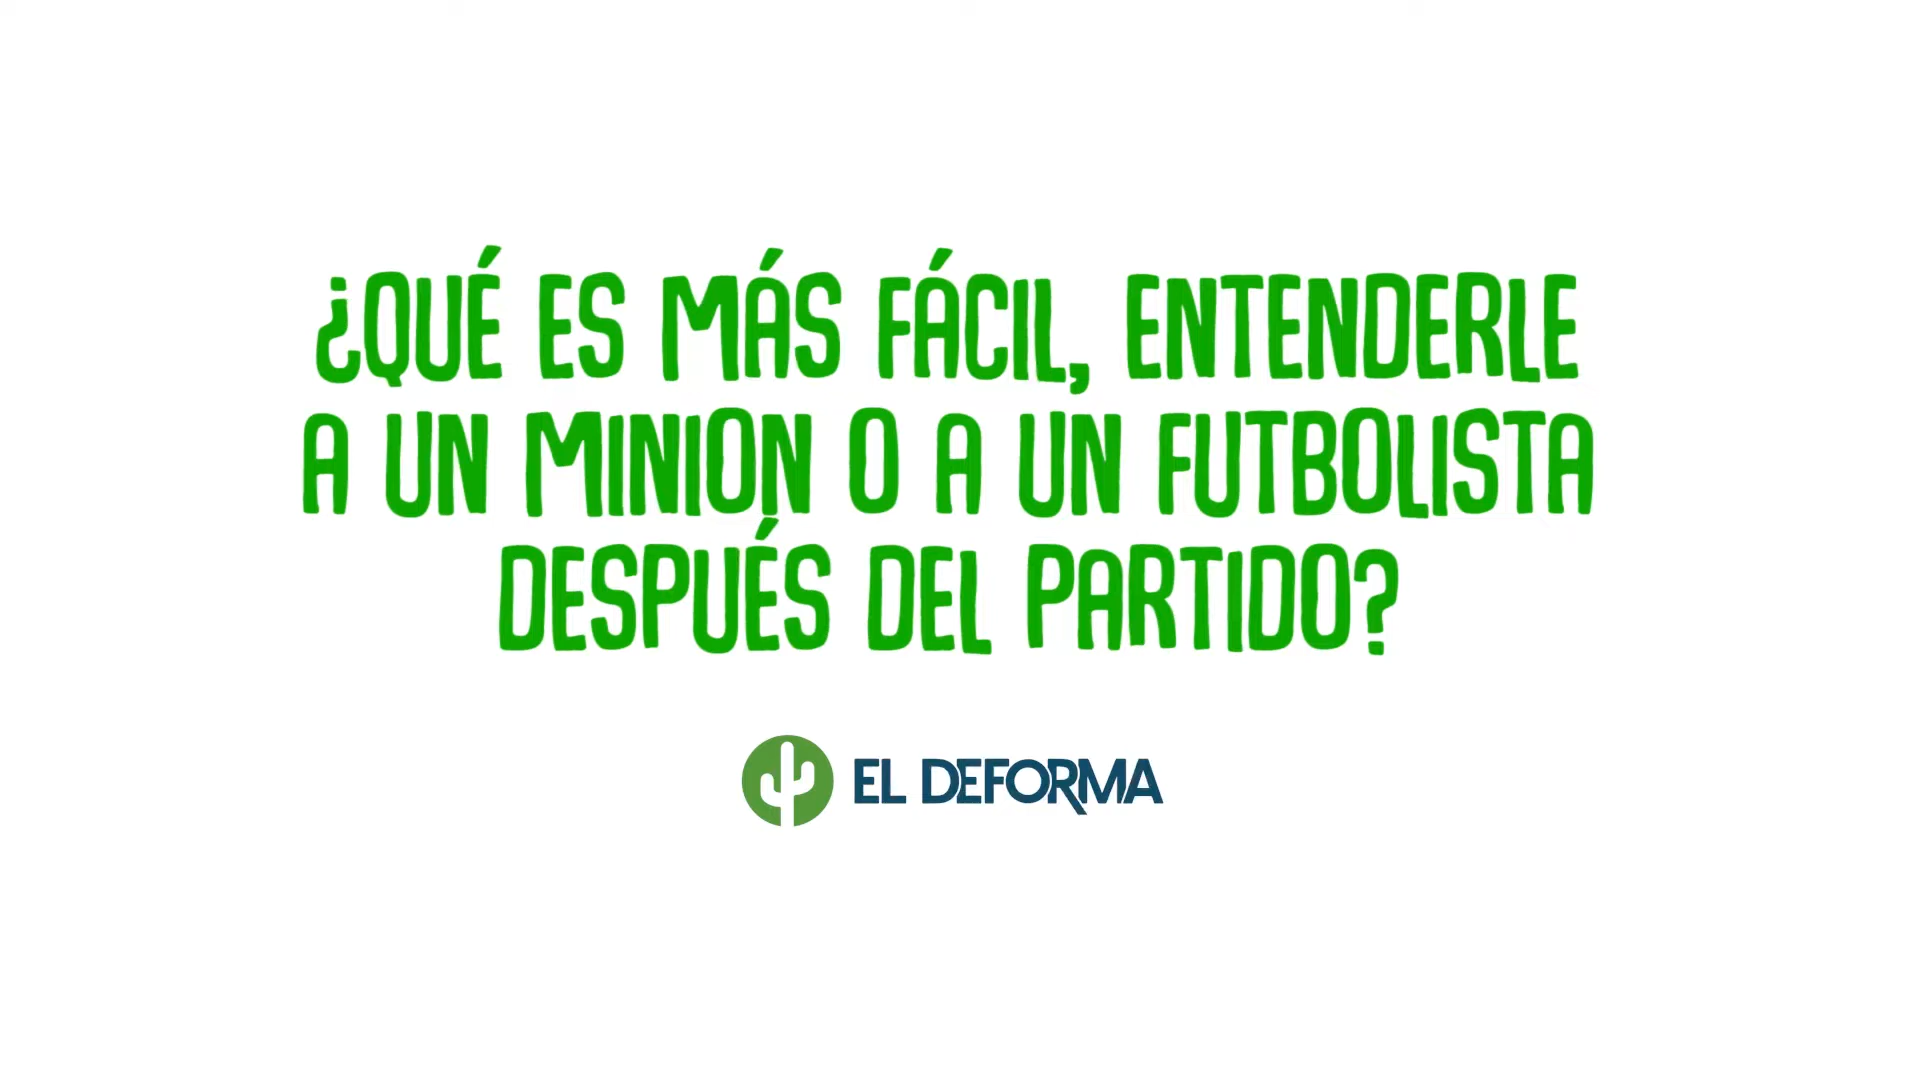 ¿QUÉ ES MÁS FÁCIL, ENTENDERLE
A UN MINION O A UN FUTBOLISTA
DESPUÉS DEL PARTIDO?
EL DEFORMA